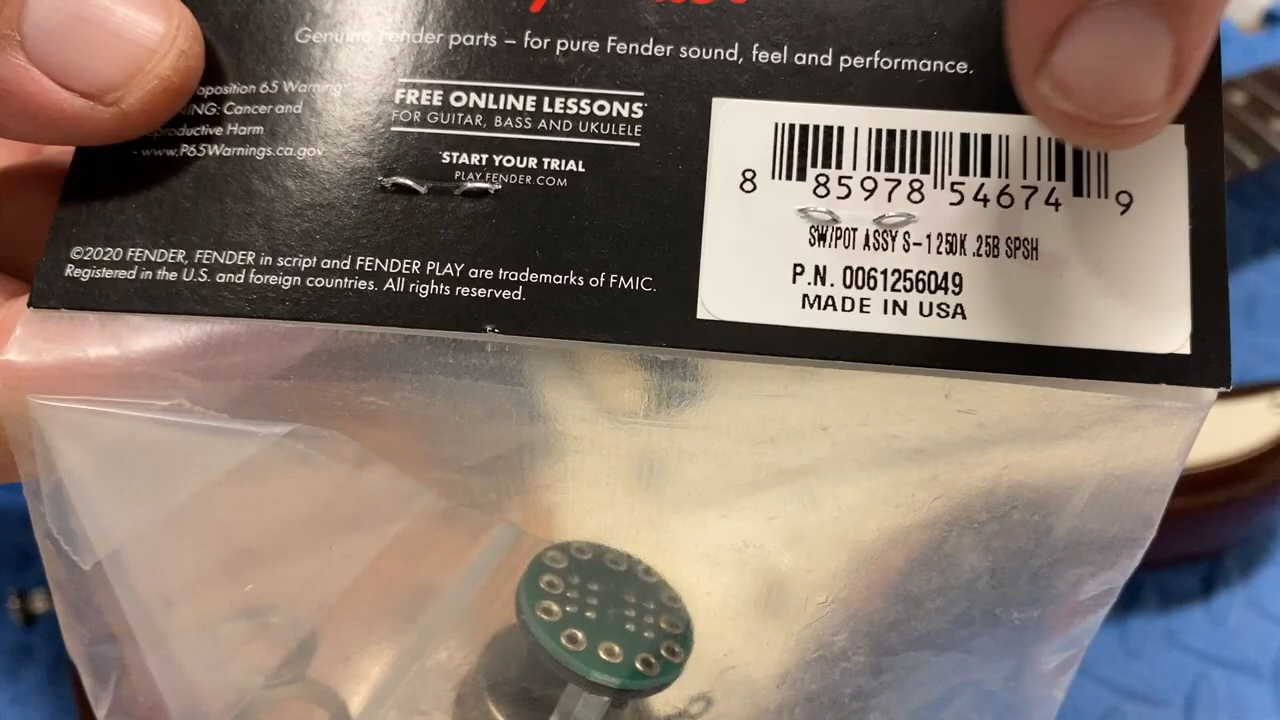 Genuine Fender parts – for pure Fender sound, feel and performance.
oposition 65 Warning
ING: Cancer and
productive Harm
- www.P65Warnings.ca.gov
FREE ONLINE LESSONS*
FOR GUITAR, BASS AND UKULELE
*START YOUR TRIAL
PLAY.FENDER.COM
©2020 FENDER, FENDER in script and FENDER PLAY are trademarks of FMIC.
Registered in the U.S. and foreign countries. All rights reserved.
8 85978 54674 9
SW/POT ASSY S-1 250K .25B SPSH
P.N. 0061256049
MADE IN USA